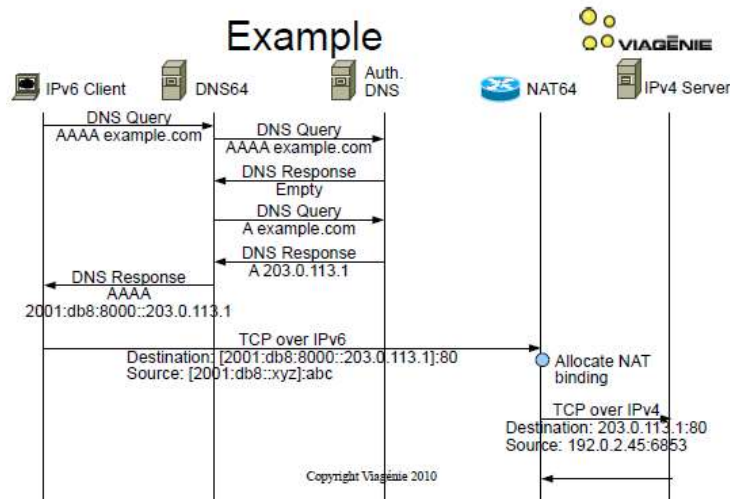 Example
VIAGÉNIE
IPv6 Client
DNS64
Auth.
DNS
NAT64
IPv4 Server
DNS Query
AAAA example.com
DNS Query
AAAA example.com
DNS Response
Empty
DNS Query
A example.com
DNS Response
A 203.0.113.1
DNS Response
AAAA
2001:db8:8000::203.0.113.1
TCP over IPv6
Destination: [2001:db8:8000::203.0.113.1]:80
Source: [2001:db8::xyz]:abc
Allocate NAT
binding
TCP over IPv4
Destination: 203.0.113.1:80
Source: 192.0.2.45:6853
Copyright Viagénie 2010